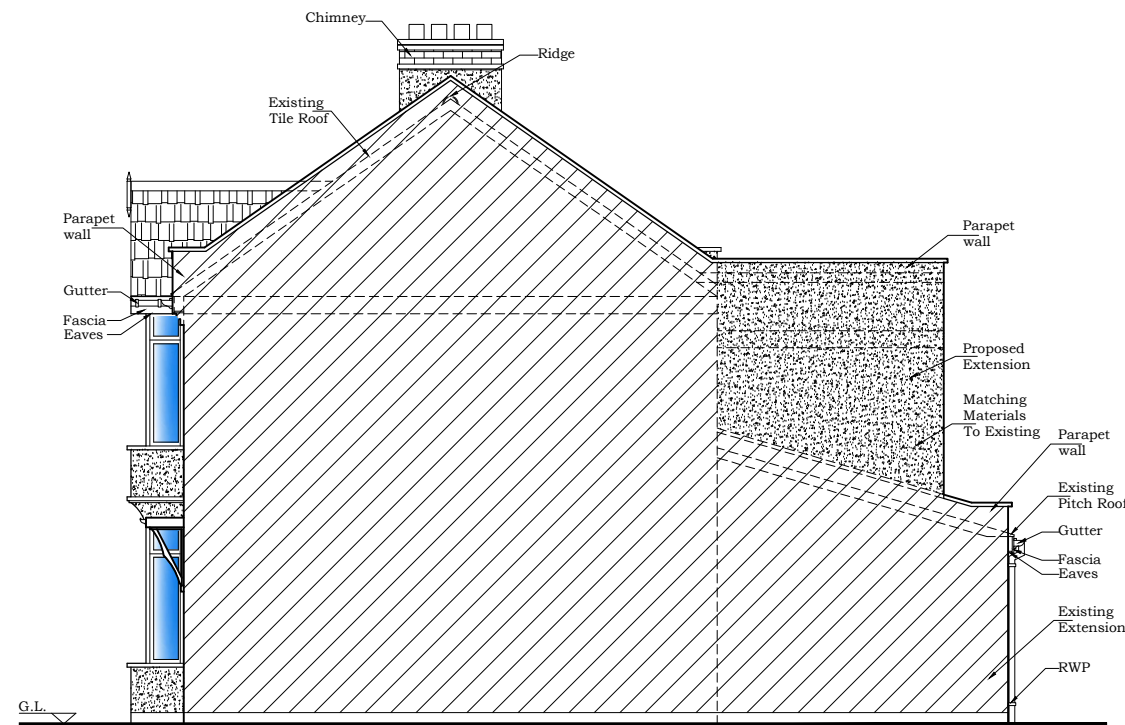 Chimney
Ridge
Existing
Tile Roof
Parapet
wall
Gutter
Fascia
Eaves
Parapet
wall
Proposed
Extension
Matching
Materials
To Existing
Parapet
wall
Existing
Pitch Roof
Gutter
Fascia
Eaves
Existing
Extension
RWP
G.L.